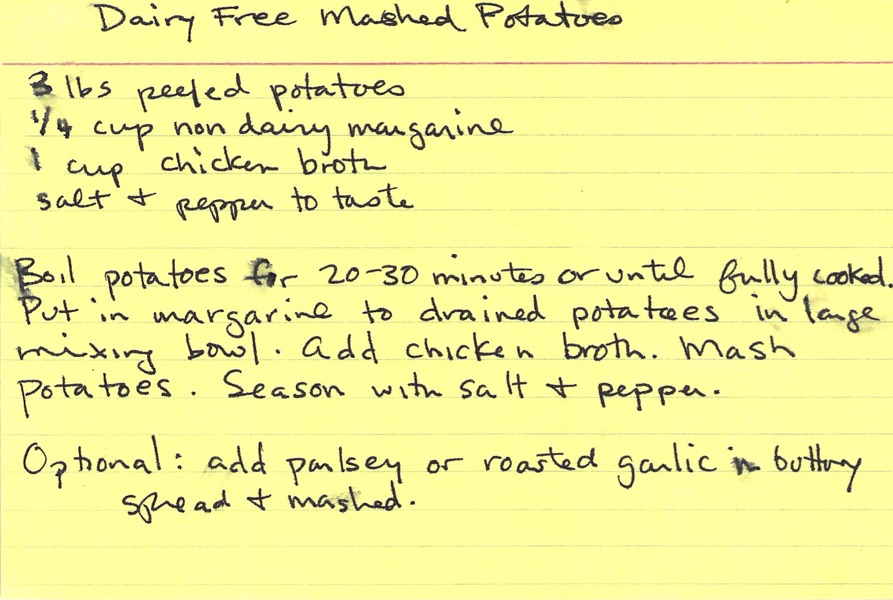 Dairy Free Mashed Potatoes
3 lbs peeled potatoes
1/4 cup non dairy margarine
1 cup chicken broth
salt + pepper to taste
Boil potatoes for 20-30 minutes or until fully cooked.
Put in margarine to drained potatoes in large
mixing bowl. Add chicken broth. Mash
potatoes. Season with salt + pepper.
Optional: add parlsey or roasted garlic in buttery
spread + mashed.